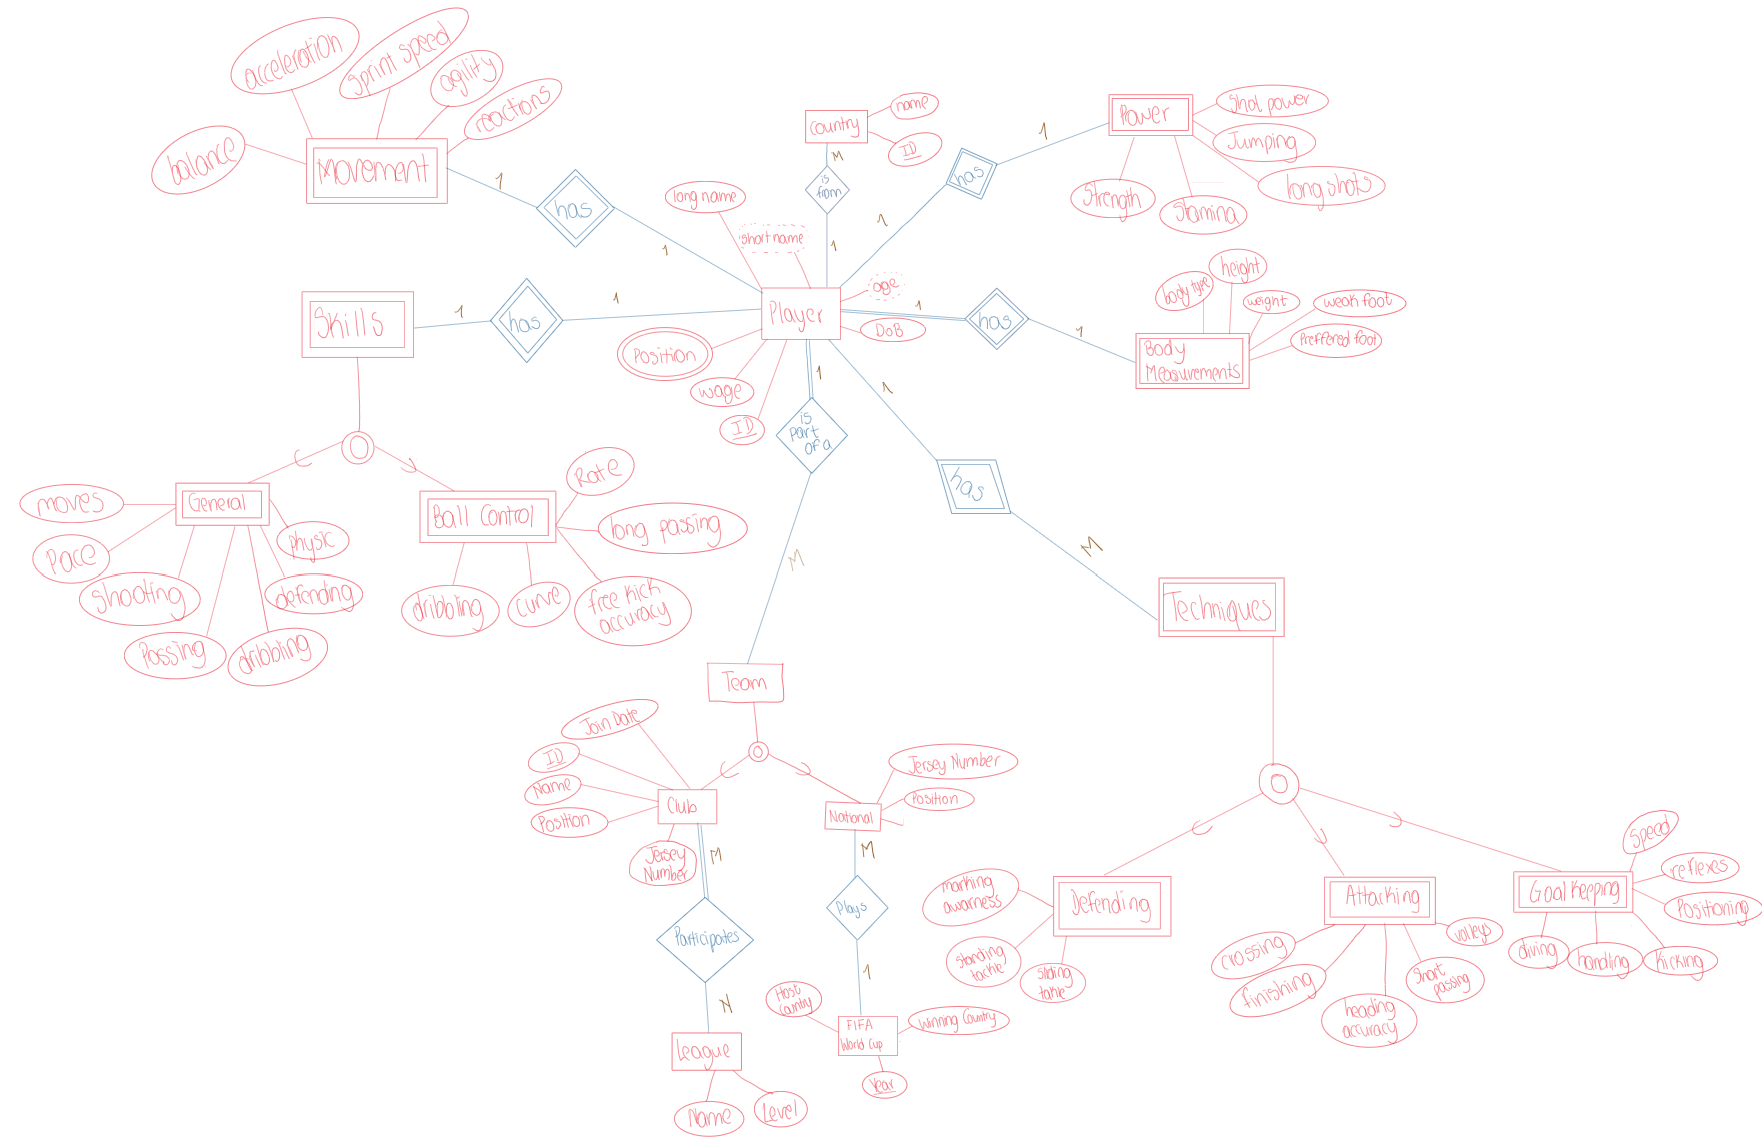 acceleration
sprint speed
agility
reactions
balance
Movement
1
has
1
country
name
ID
M
is
from
1
Power
Shot power
Jumping
long shots
Strength
Stamina
1
has
1
long name
short name
age
DoB
Player
Position
wage
ID
Skills
1
has
1
1
has
1
Body
Measurements
body type
height
weight
weak foot
Preffered foot
1
is
part
of a
M
1
has
M
Techniques
General
moves
Pace
shooting
Passing
dribbling
defending
physic
Ball Control
Rate
long passing
free kick
accuracy
curve
dribbling
Team
Join Date
ID
Name
Position
Jersey
Number
Club
National
Jersey Number
Position
M
Participates
N
League
Name
Level
M
Plays
1
FIFA
World Cup
Host
Country
Winning Country
Year
Defending
marking
awarness
standing
tackle
sliding
takle
Attacking
crossing
finishing
heading
accuracy
short
passing
volleys
Goal Keeping
Speed
reflexes
Positioning
diving
handling
Kicking